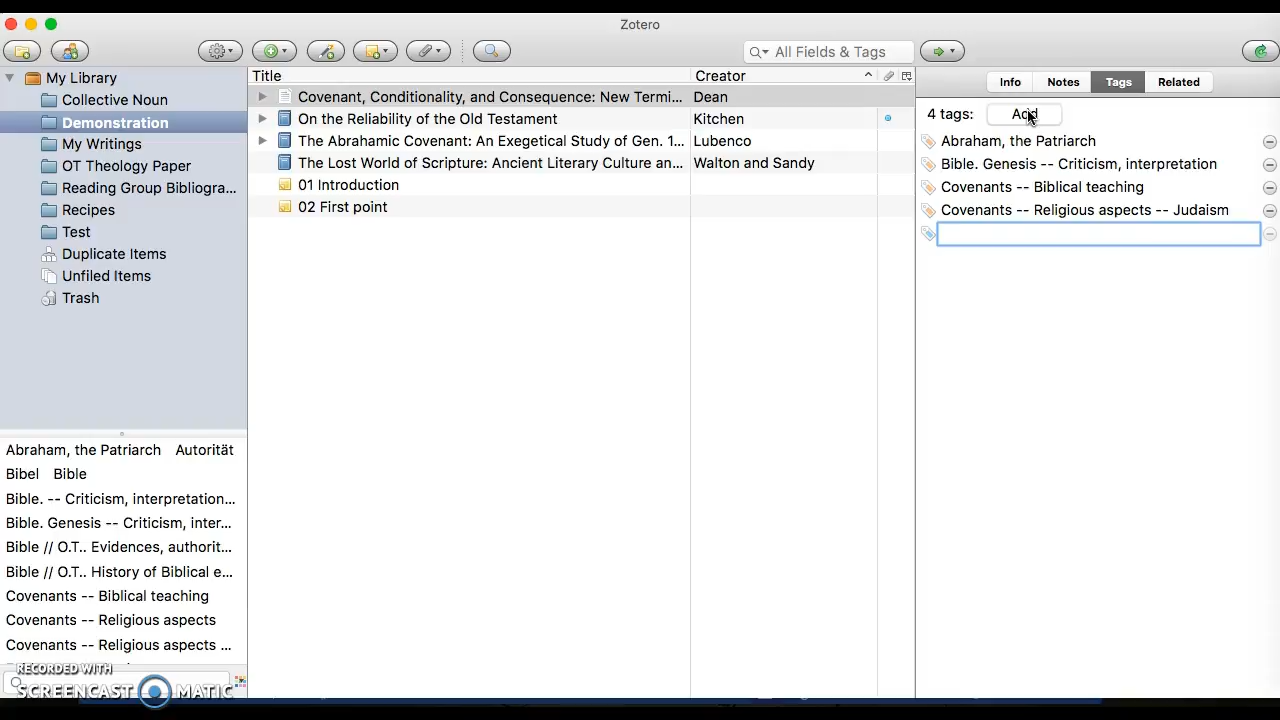 Zotero
All Fields & Tags
My Library
Collective Noun
Demonstration
My Writings
OT Theology Paper
Reading Group Bibliogra...
Recipes
Test
Duplicate Items
Unfiled Items
Trash
Abraham, the Patriarch Autorität
Bibel Bible
Bible. -- Criticism, interpretation...
Bible. Genesis -- Criticism, inter...
Bible // O.T.. Evidences, authorit...
Bible // O.T.. History of Biblical e...
Covenants -- Biblical teaching
Covenants -- Religious aspects
Covenants -- Religious aspects ...
RECORDED WITH
SCREENCAST MATIC
Title Creator
Covenant, Conditionality, and Consequence: New Termi... Dean
On the Reliability of the Old Testament Kitchen
The Abrahamic Covenant: An Exegetical Study of Gen. 1... Lubenco
The Lost World of Scripture: Ancient Literary Culture an... Walton and Sandy
01 Introduction
02 First point
Info Notes Tags Related
4 tags: Add
Abraham, the Patriarch
Bible. Genesis -- Criticism, interpretation
Covenants -- Biblical teaching
Covenants -- Religious aspects -- Judaism